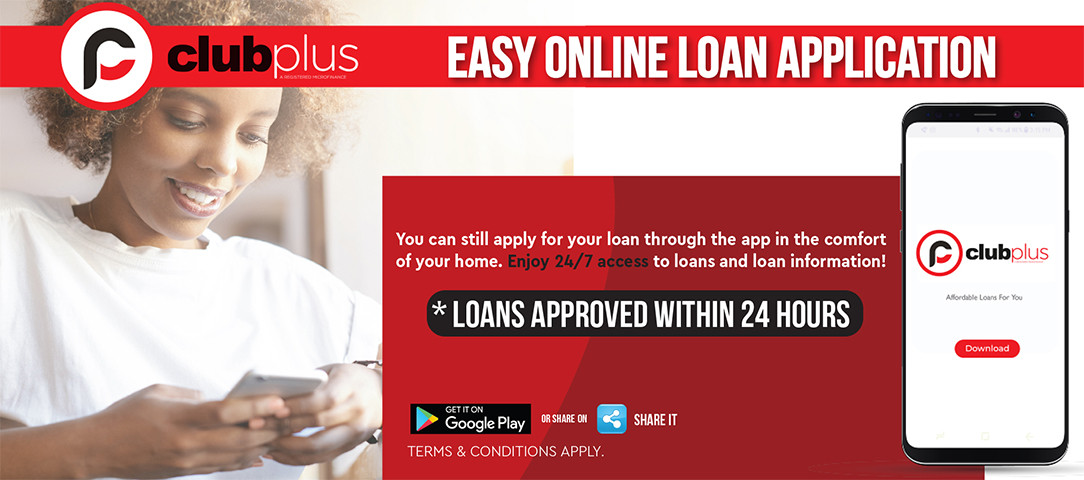 clubplus
A REGISTERED MICROFINANCE
EASY ONLINE LOAN APPLICATION
You can still apply for your loan through the app in the comfort
of your home. Enjoy 24/7 access to loans and loan information!
* LOANS APPROVED WITHIN 24 HOURS
GET IT ON
Google Play
OR SHARE ON
SHARE IT
TERMS & CONDITIONS APPLY.
clubplus
Affordable Loans For You
Download